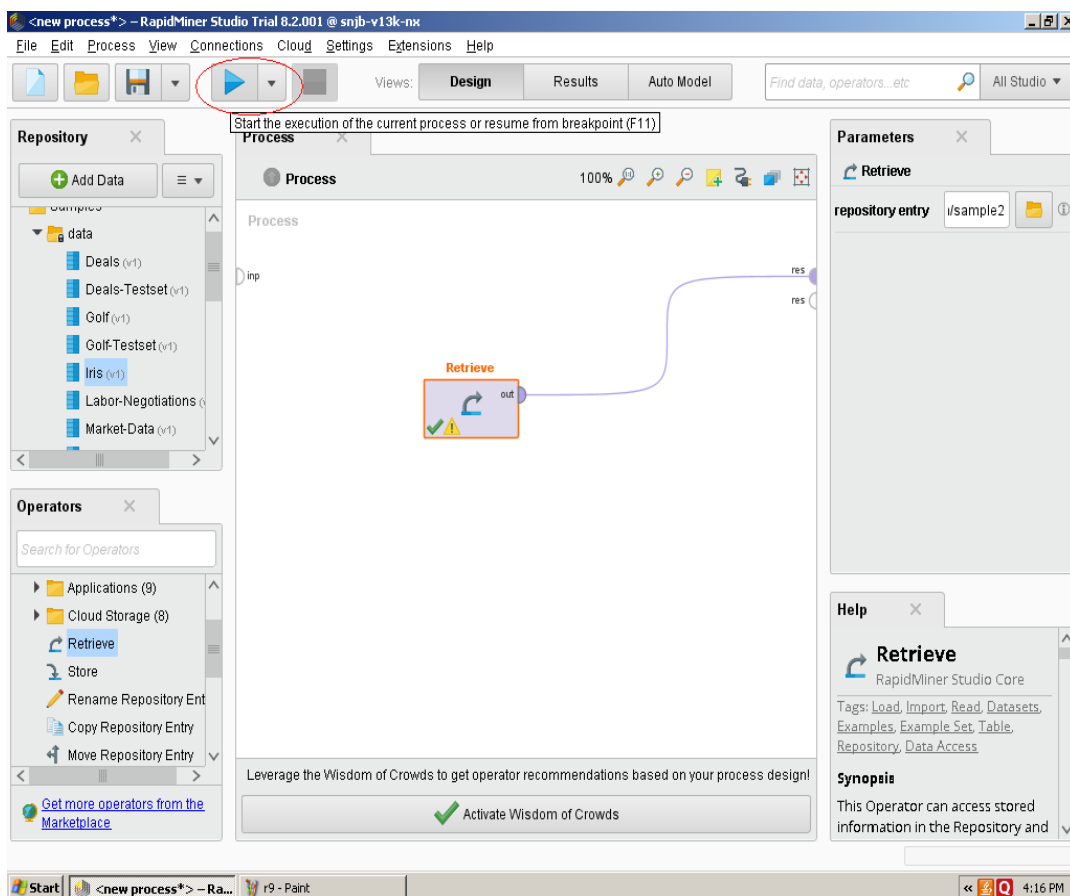 <new process*> – RapidMiner Studio Trial 8.2.001 @ snjb-v13k-nx
File Edit Process View Connections Cloud Settings Extensions Help
Views: Design Results Auto Model Find data, operators...etc All Studio
Start the execution of the current process or resume from breakpoint (F11)
Repository
Add Data
Samples
data
Deals (v1)
Deals-Testset (v1)
Golf (v1)
Golf-Testset (v1)
Iris (v1)
Labor-Negotiations (
Market-Data (v1)
Operators
Search for Operators
Applications (9)
Cloud Storage (8)
Retrieve
Store
Rename Repository Ent
Copy Repository Entry
Move Repository Entry
Get more operators from the
Marketplace
Process
Process
100%
Process
inp
res
res
Retrieve
out
Leverage the Wisdom of Crowds to get operator recommendations based on your process design!
Activate Wisdom of Crowds
Parameters
Retrieve
repository entry
/sample2
Help
Retrieve
RapidMiner Studio Core
Tags: Load, Import, Read, Datasets,
Examples, Example Set, Table,
Repository, Data Access
Synopsis
This Operator can access stored
information in the Repository and
Start <new process*> – Ra... r9 - Paint « 4:16 PM